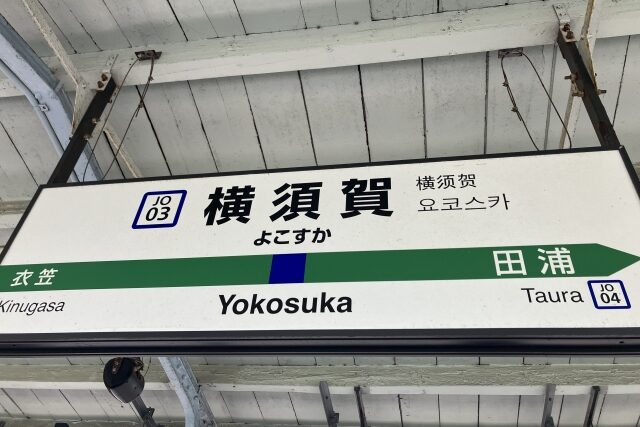 JO
03
横須賀
横须贺
요코스카
よこすか
衣笠
田浦
Kinugasa
Yokosuka
Taura
JO
04